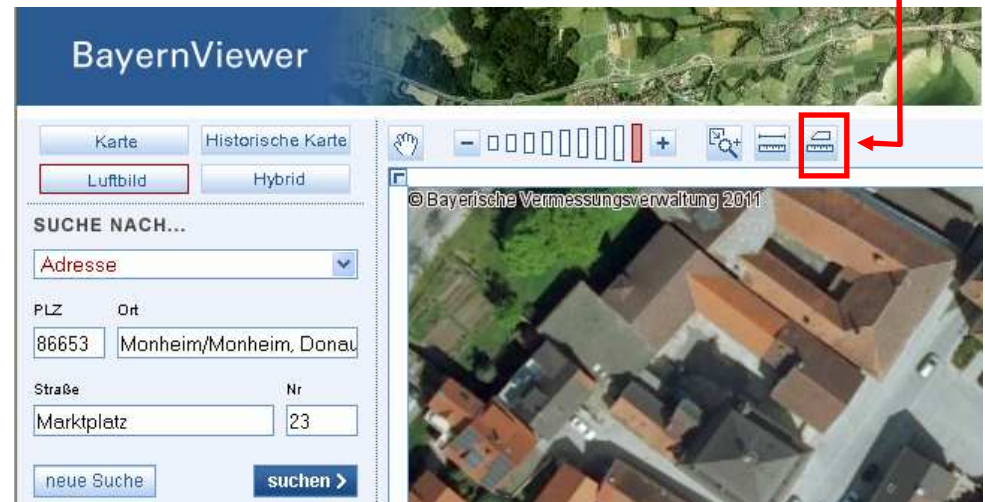 BayernViewer
Karte
Historische Karte
Luftbild
Hybrid
SUCHE NACH...
Adresse
PLZ Ort
86653 Monheim/Monheim, Donau
Straße Nr
Marktplatz 23
neue Suche suchen >
© Bayerische Vermessungsverwaltung 2011